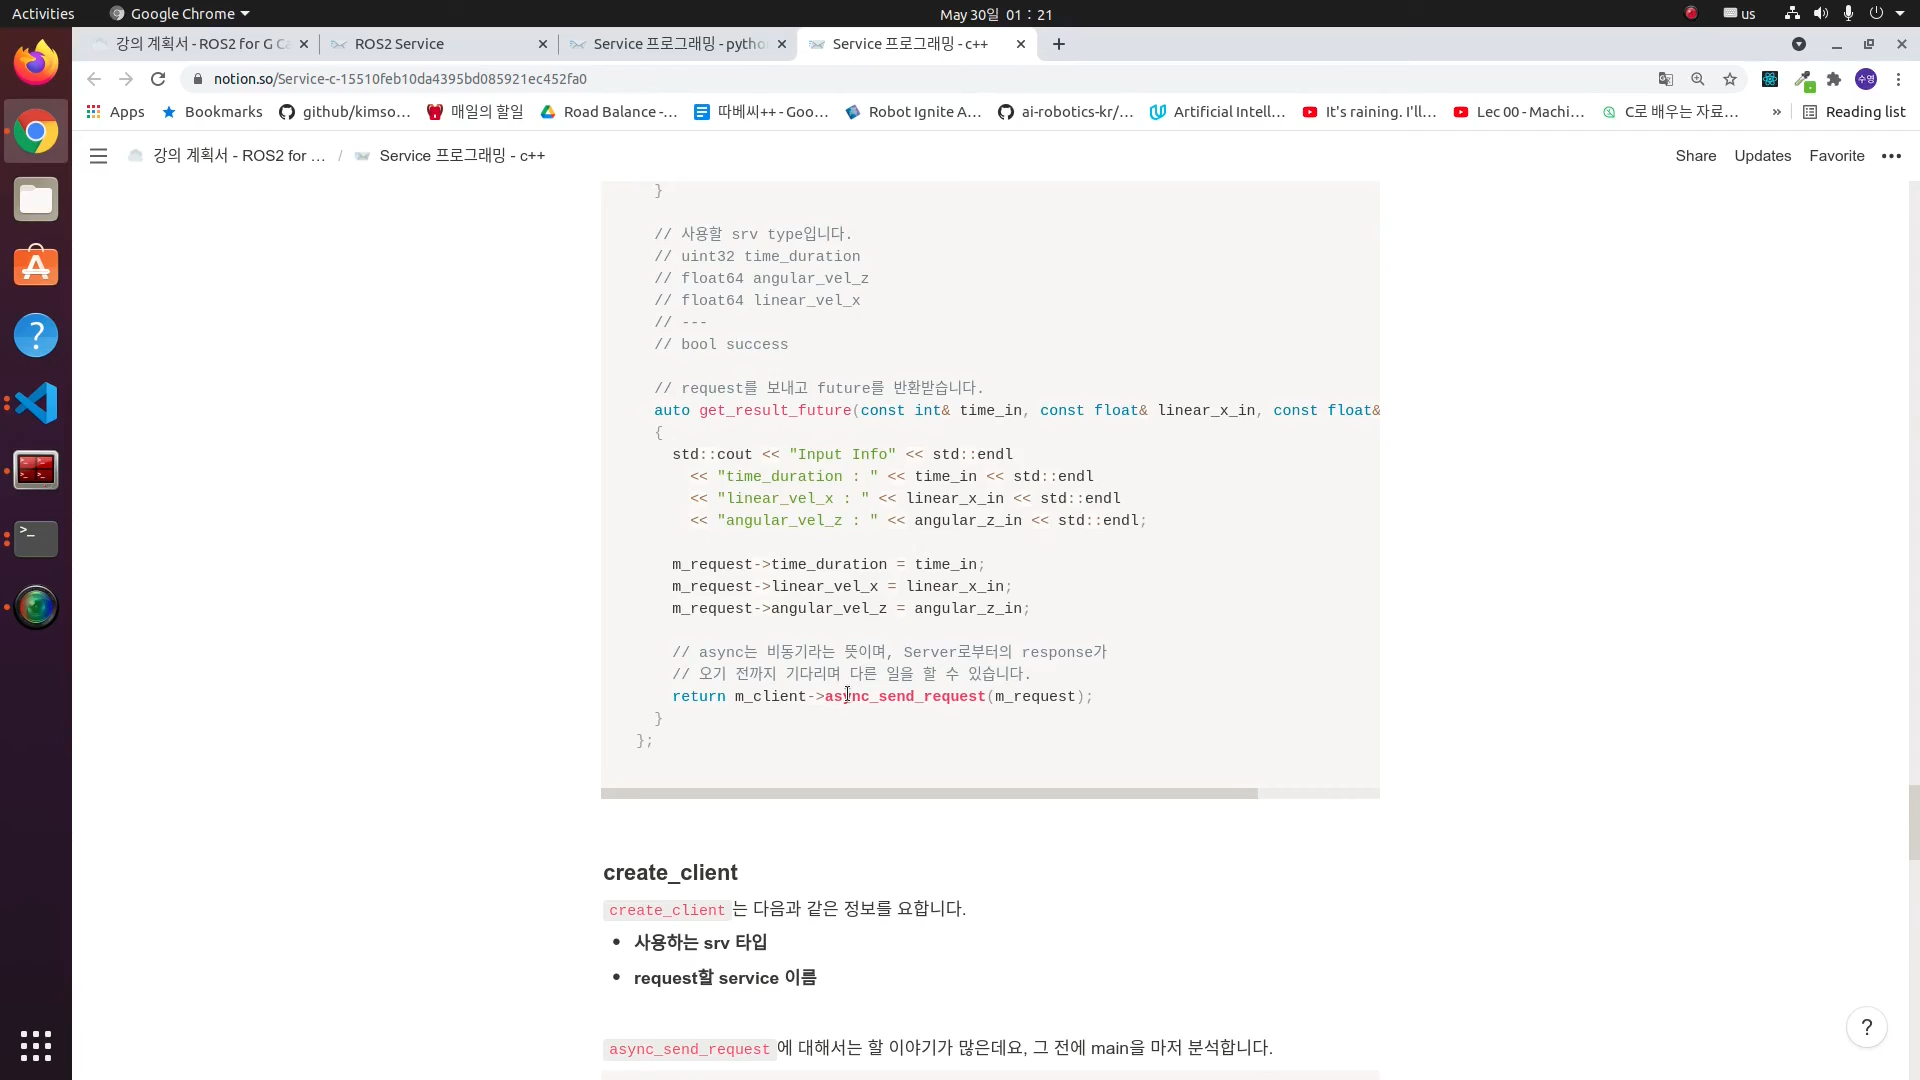 Activities
Google Chrome
May 30일 01 : 21
us
강의 계획서 - ROS2 for G Ca
ROS2 Service
Service 프로그래밍 - pytho
Service 프로그래밍 - c++
notion.so/Service-c-15510feb10da4395bd085921ec452fa0
수영
Apps
Bookmarks
github/kimso...
매일의 할일
Road Balance -...
따베씨++ - Goo...
Robot Ignite A...
ai-robotics-kr/...
Artificial Intell...
It's raining. I'll...
Lec 00 - Machi...
C로 배우는 자료...
»
Reading list
강의 계획서 - ROS2 for ... / Service 프로그래밍 - c++
Share
Updates
Favorite
}
// 사용할 srv type입니다.
// uint32 time_duration
// float64 angular_vel_z
// float64 linear_vel_x
// ---
// bool success
// request를 보내고 future를 반환받습니다.
auto get_result_future(const int& time_in, const float& linear_x_in, const float&
{
std::cout << "Input Info" << std::endl
<< "time_duration : " << time_in << std::endl
<< "linear_vel_x : " << linear_x_in << std::endl
<< "angular_vel_z : " << angular_z_in << std::endl;
m_request->time_duration = time_in;
m_request->linear_vel_x = linear_x_in;
m_request->angular_vel_z = angular_z_in;
// async는 비동기라는 뜻이며, Server로부터의 response가
// 오기 전까지 기다리며 다른 일을 할 수 있습니다.
return m_client->async_send_request(m_request);
}
};
create_client
create_client는 다음과 같은 정보를 요합니다.
• 사용하는 srv 타입
• request할 service 이름
async_send_request에 대해서는 할 이야기가 많은데요, 그 전에 main을 마저 분석합니다.
?